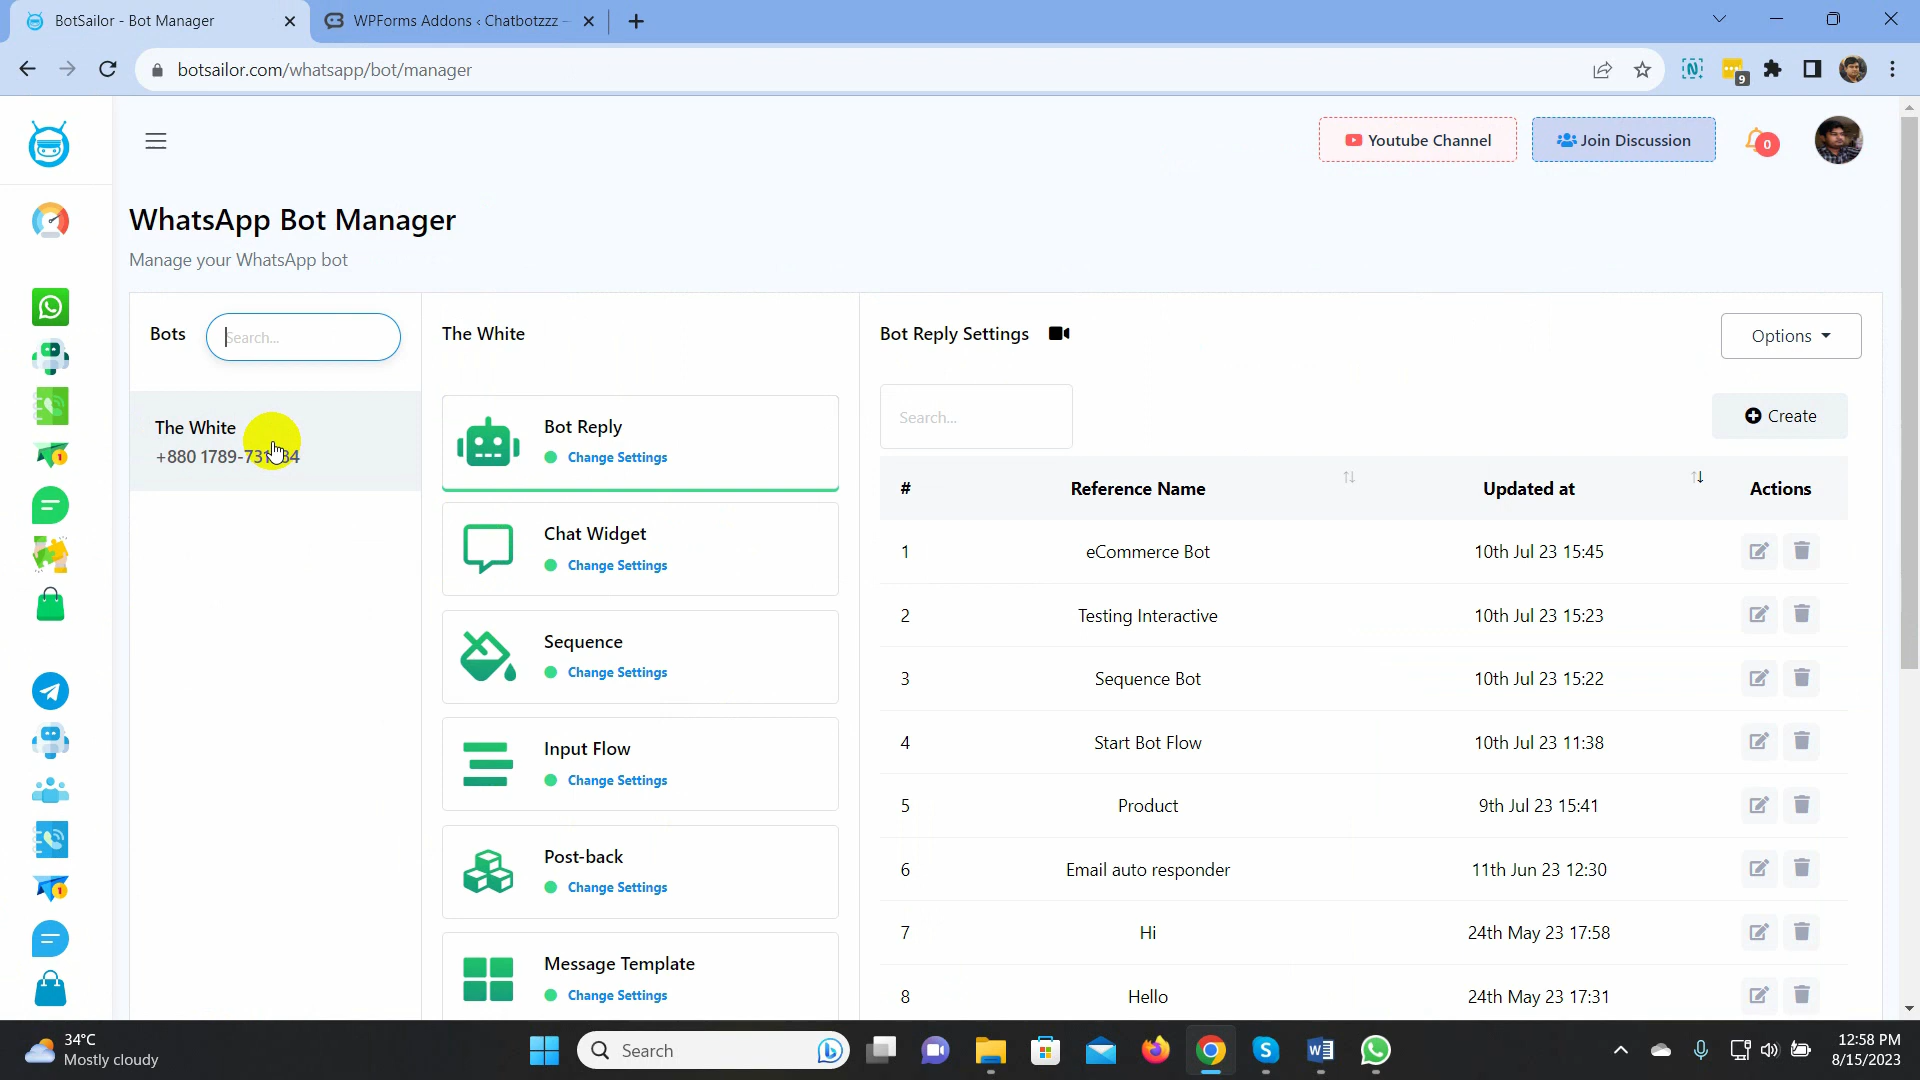 BotSailor - Bot Manager
WPForms Addons ‹ Chatbotzzz –
botsailor.com/whatsapp/bot/manager
9
Youtube Channel
Join Discussion
0
WhatsApp Bot Manager
Manage your WhatsApp bot
Bots
Search...
The White
+880 1789-731
84
The White
Bot Reply
Change Settings
Chat Widget
Change Settings
Sequence
Change Settings
Input Flow
Change Settings
Post-back
Change Settings
Message Template
Change Settings
Bot Reply Settings
Options
Search...
Create
# Reference Name Updated at Actions
1 eCommerce Bot 10th Jul 23 15:45
2 Testing Interactive 10th Jul 23 15:23
3 Sequence Bot 10th Jul 23 15:22
4 Start Bot Flow 10th Jul 23 11:38
5 Product 9th Jul 23 15:41
6 Email auto responder 11th Jun 23 12:30
7 Hi 24th May 23 17:58
8 Hello 24th May 23 17:31
1
1
34°C
Mostly cloudy
Search
12:58 PM
8/15/2023